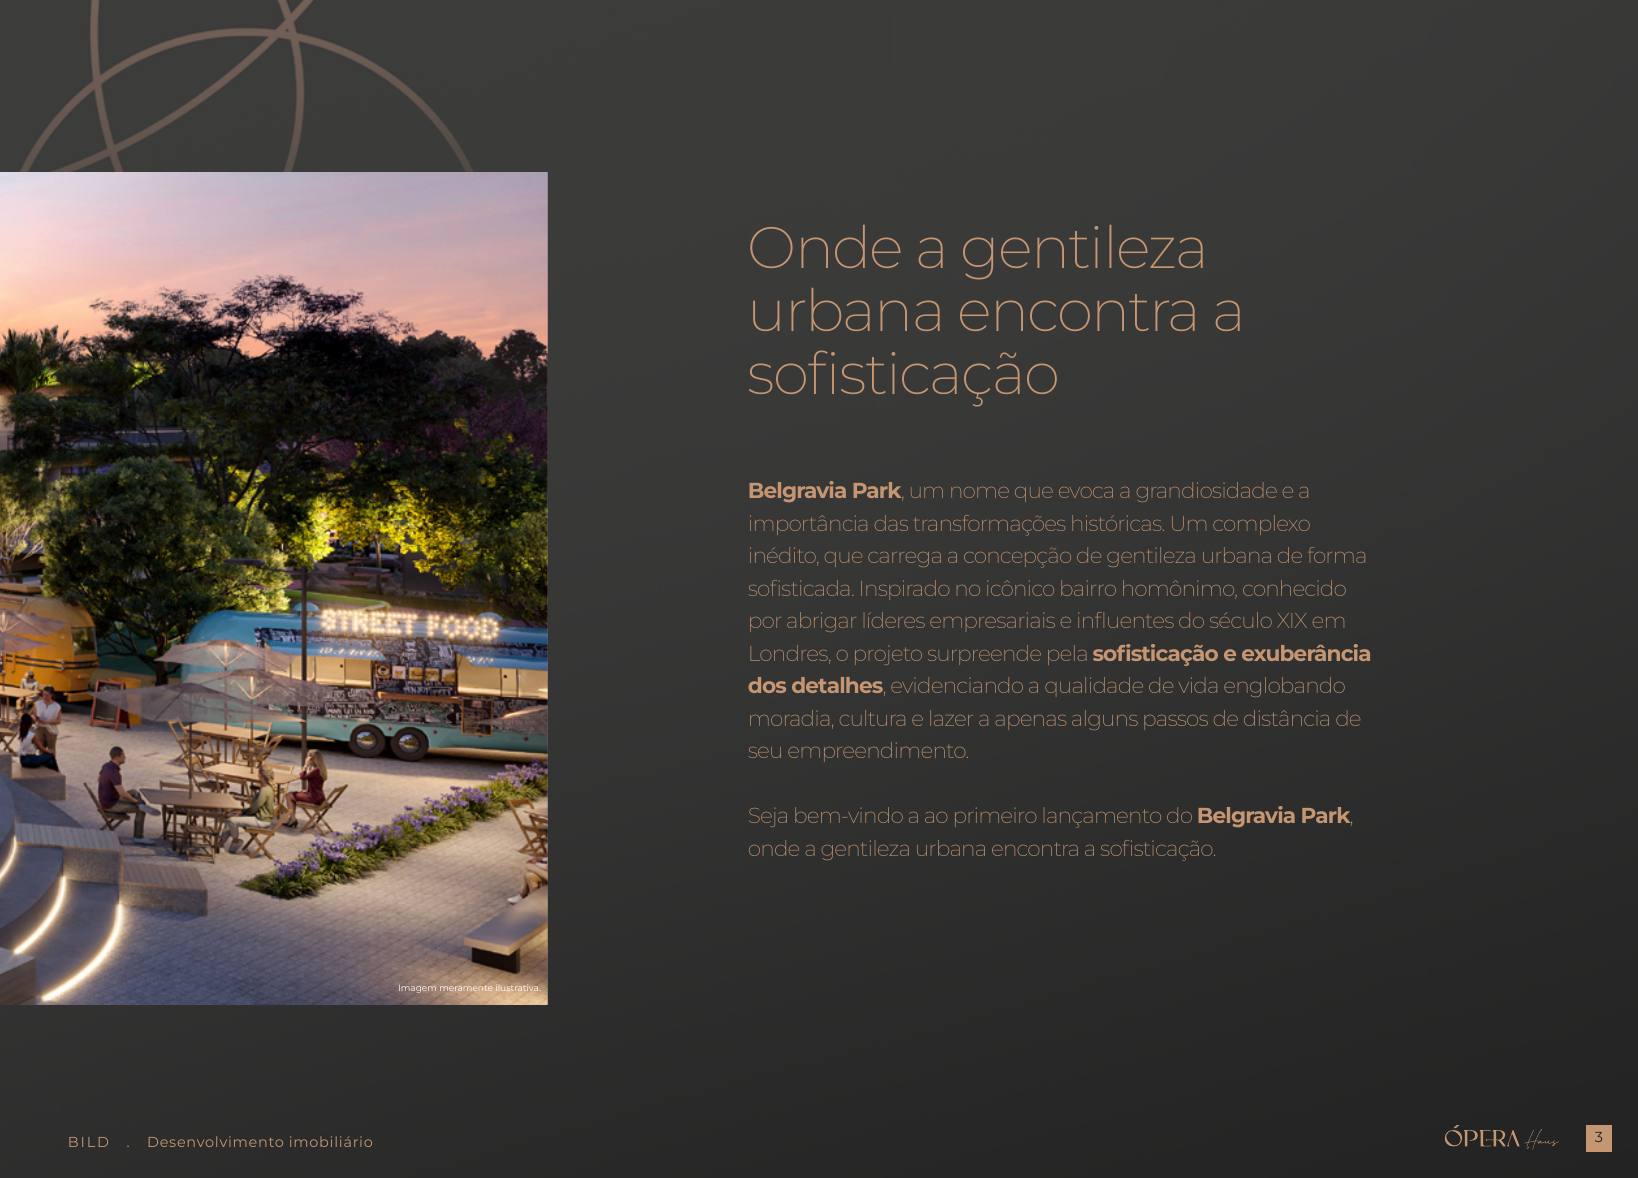 STREET FOOD
Imagem meramente ilustrativa.
Onde a gentileza
urbana encontra a
sofisticação
Belgravia Park, um nome que evoca a grandiosidade e a
importância das transformações históricas. Um complexo
inédito, que carrega a concepção de gentileza urbana de forma
sofisticada. Inspirado no icônico bairro homônimo, conhecido
por abrigar líderes empresariais e influentes do século XIX em
Londres, o projeto surpreende pela sofisticação e exuberância
dos detalhes, evidenciando a qualidade de vida englobando
moradia, cultura e lazer a apenas alguns passos de distância de
seu empreendimento.
Seja bem-vindo a ao primeiro lançamento do Belgravia Park,
onde a gentileza urbana encontra a sofisticação.
BILD . Desenvolvimento imobiliário
ÓPERA Haus
3